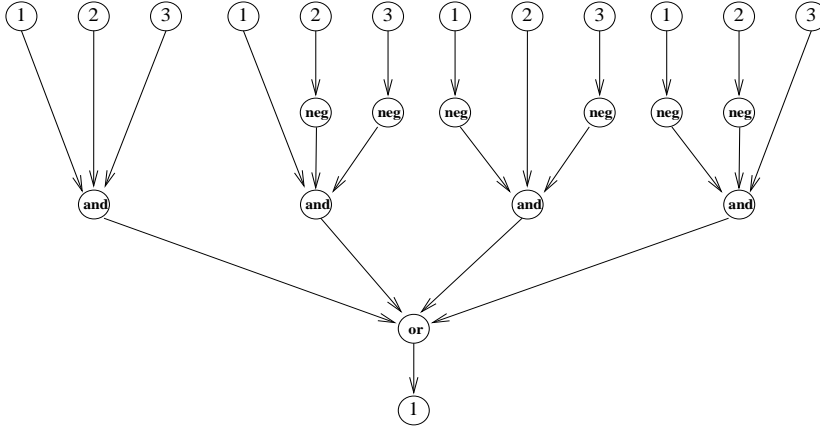 1 2 3 1 2 3 1 2 3 1 2 3
neg neg neg neg neg neg
and and and and
or
1